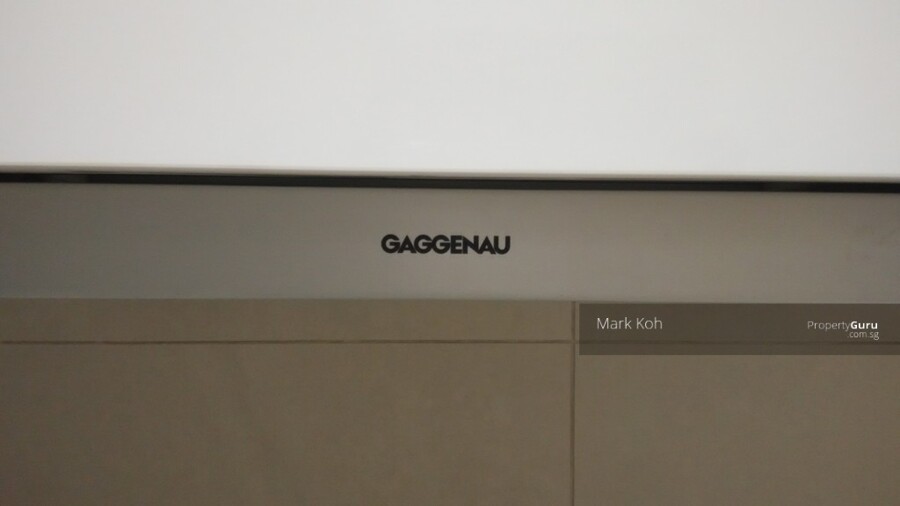 GAGGENAU
Mark Koh
PropertyGuru
.com.sg